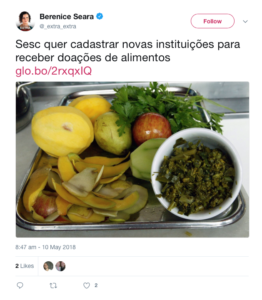 Berenice Seara
@_extra_extra
Follow
Sesc quer cadastrar novas instituições para
receber doações de alimentos
glo.bo/2rxqxIQ
8:47 am - 10 May 2018
2 Likes
2